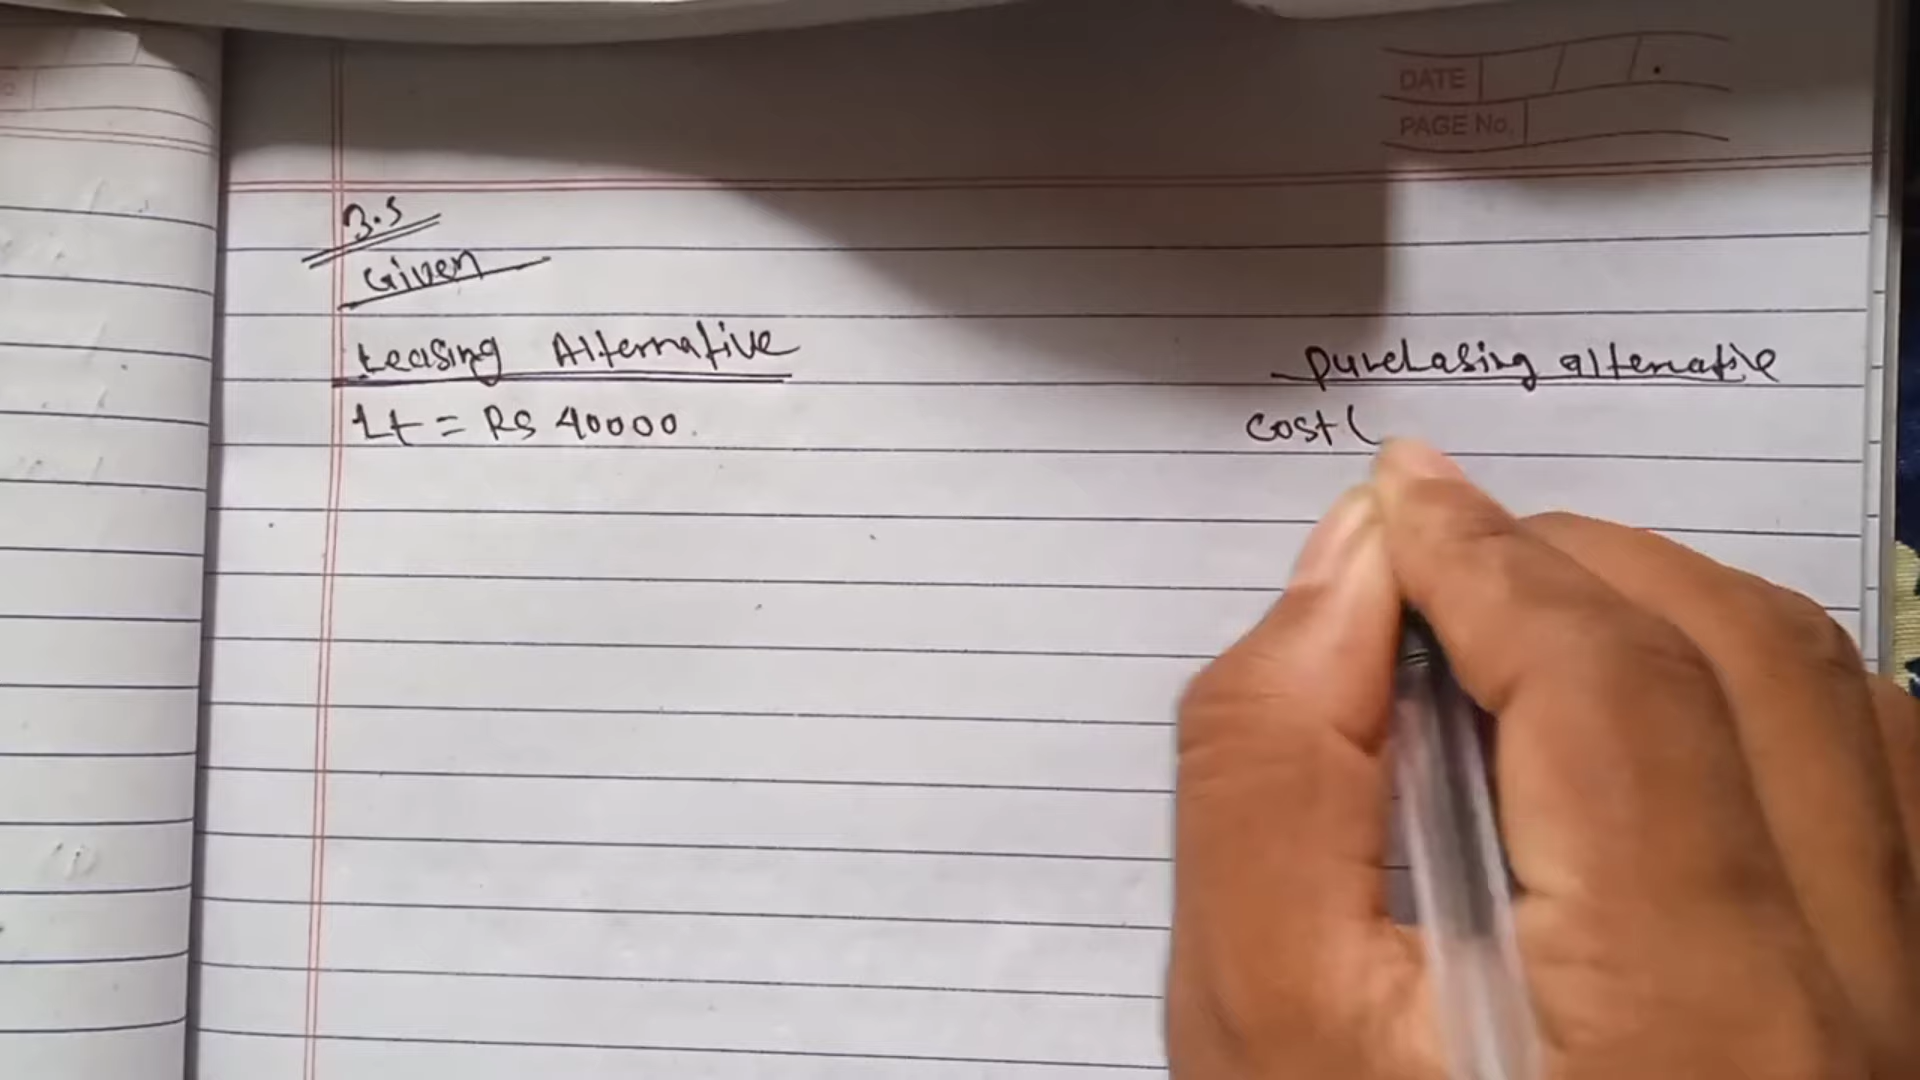 DATE
PAGE No.
3.5
Given
Leasing Alternative
Purchasing alternative
Lt = RS 40000.
cost (